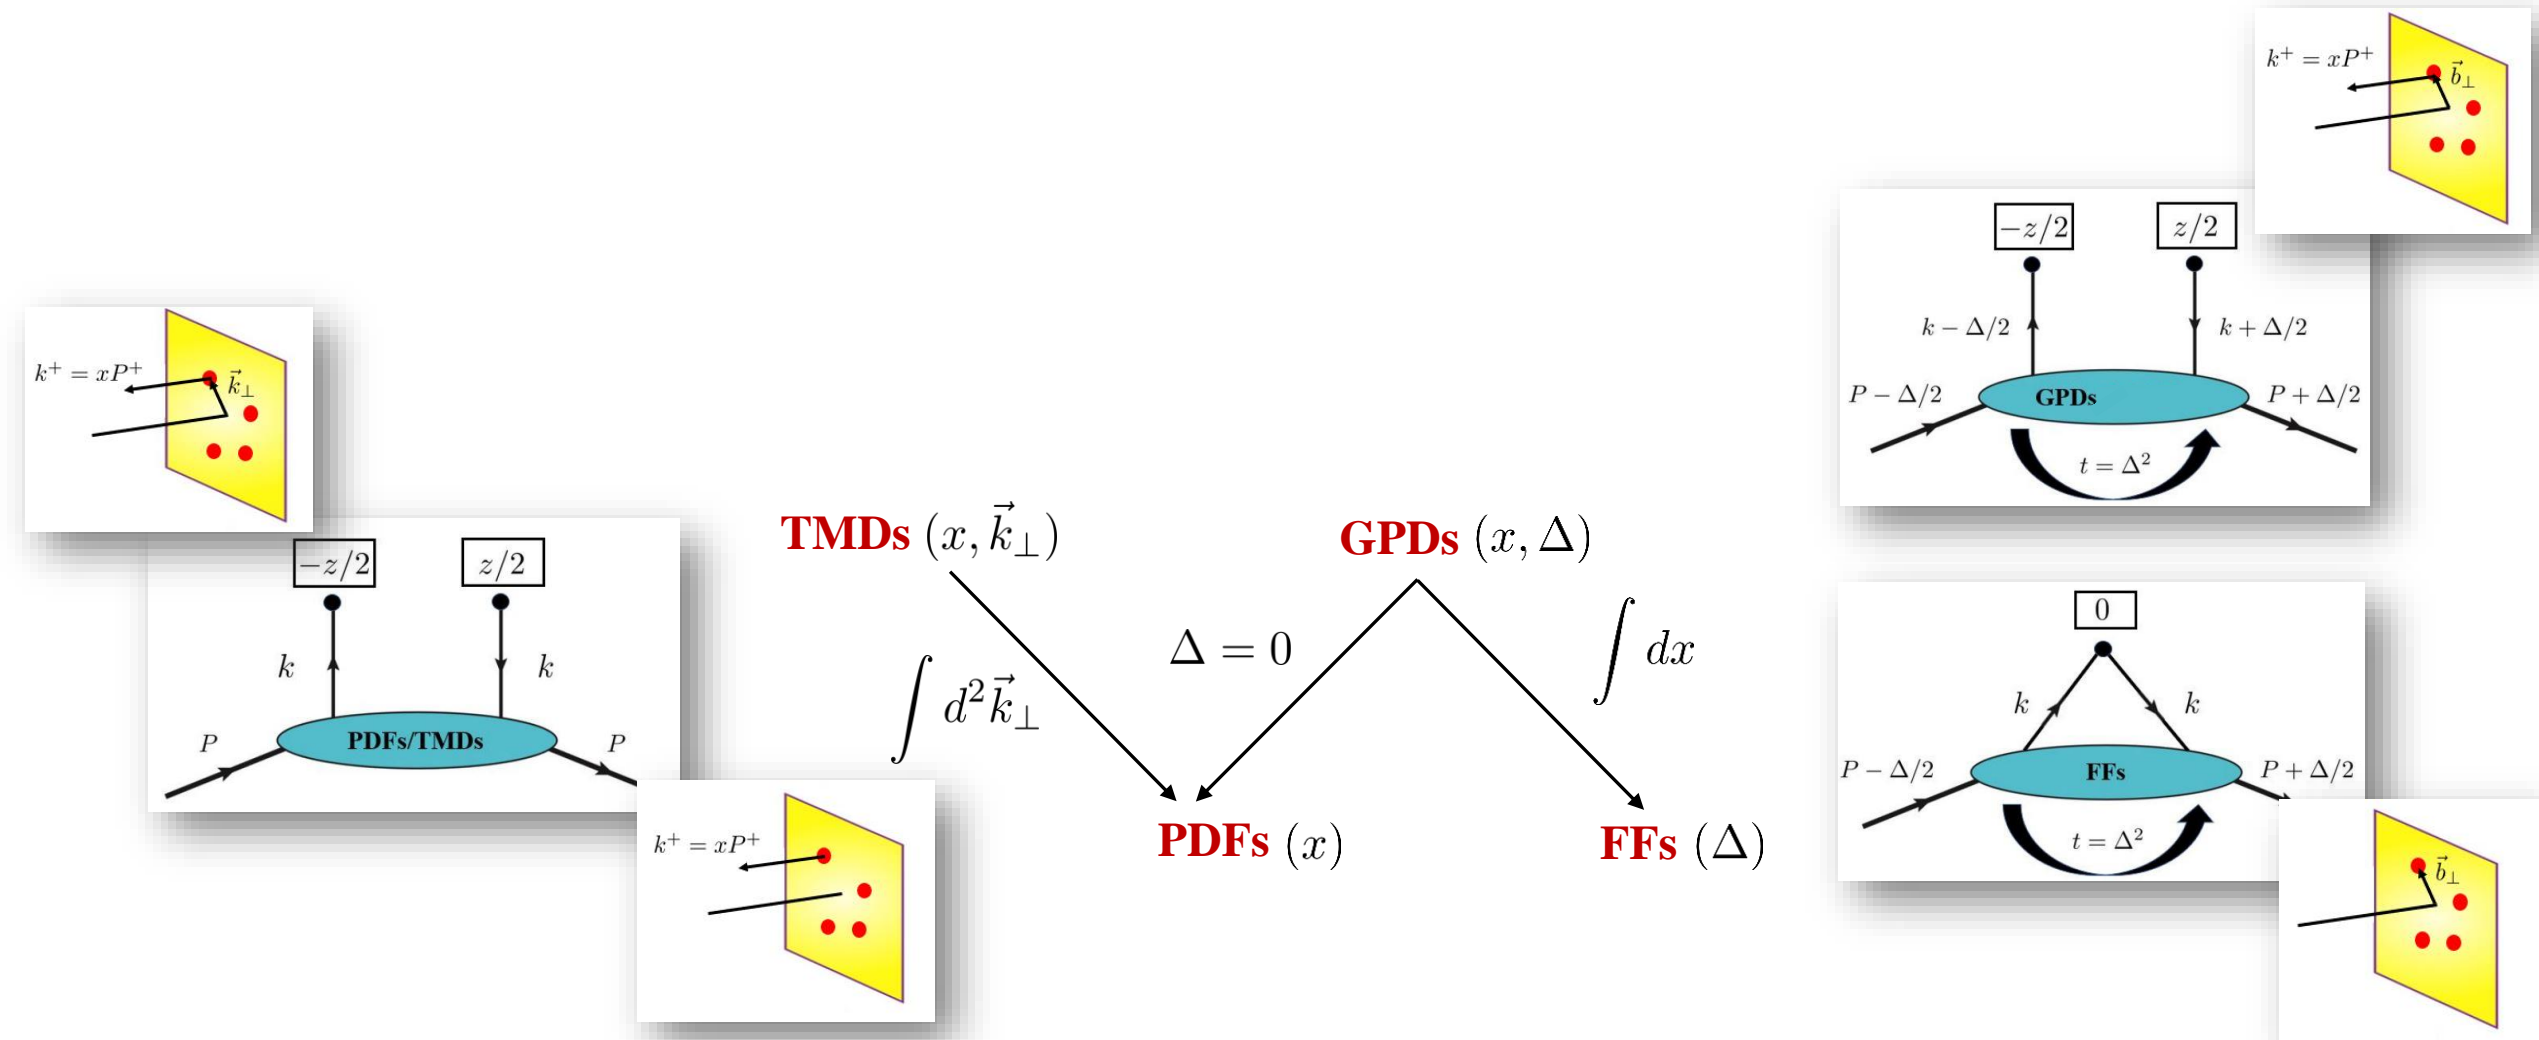 k⁺ = xP⁺
b⃗⊥
−z/2
z/2
k − Δ/2
k + Δ/2
P − Δ/2
GPDs
P + Δ/2
t = Δ²
k⁺ = xP⁺
k⃗⊥
−z/2
z/2
k
k
P
PDFs/TMDs
P
k⁺ = xP⁺
TMDs (x, k⃗⊥)
GPDs (x, Δ)
∫ d²k⃗⊥
Δ = 0
∫ dx
PDFs (x)
FFs (Δ)
0
k
k
P − Δ/2
FFs
P + Δ/2
t = Δ²
b⃗⊥